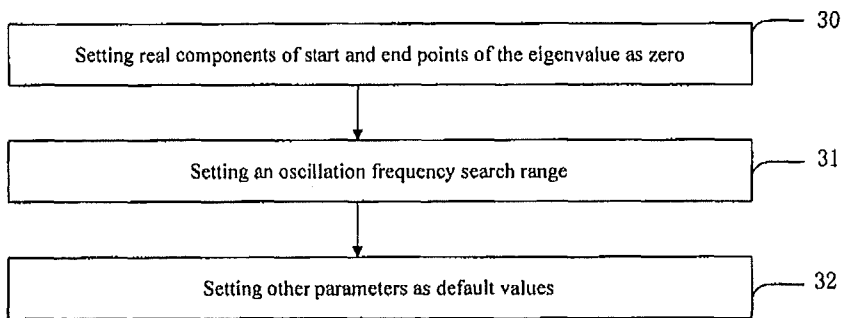 30
Setting real components of start and end points of the eigenvalue as zero
31
Setting an oscillation frequency search range
32
Setting other parameters as default values